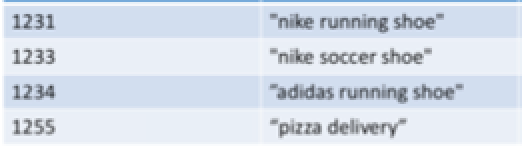 1231 "nike running shoe"
1233 "nike soccer shoe"
1234 "adidas running shoe"
1255 "pizza delivery"